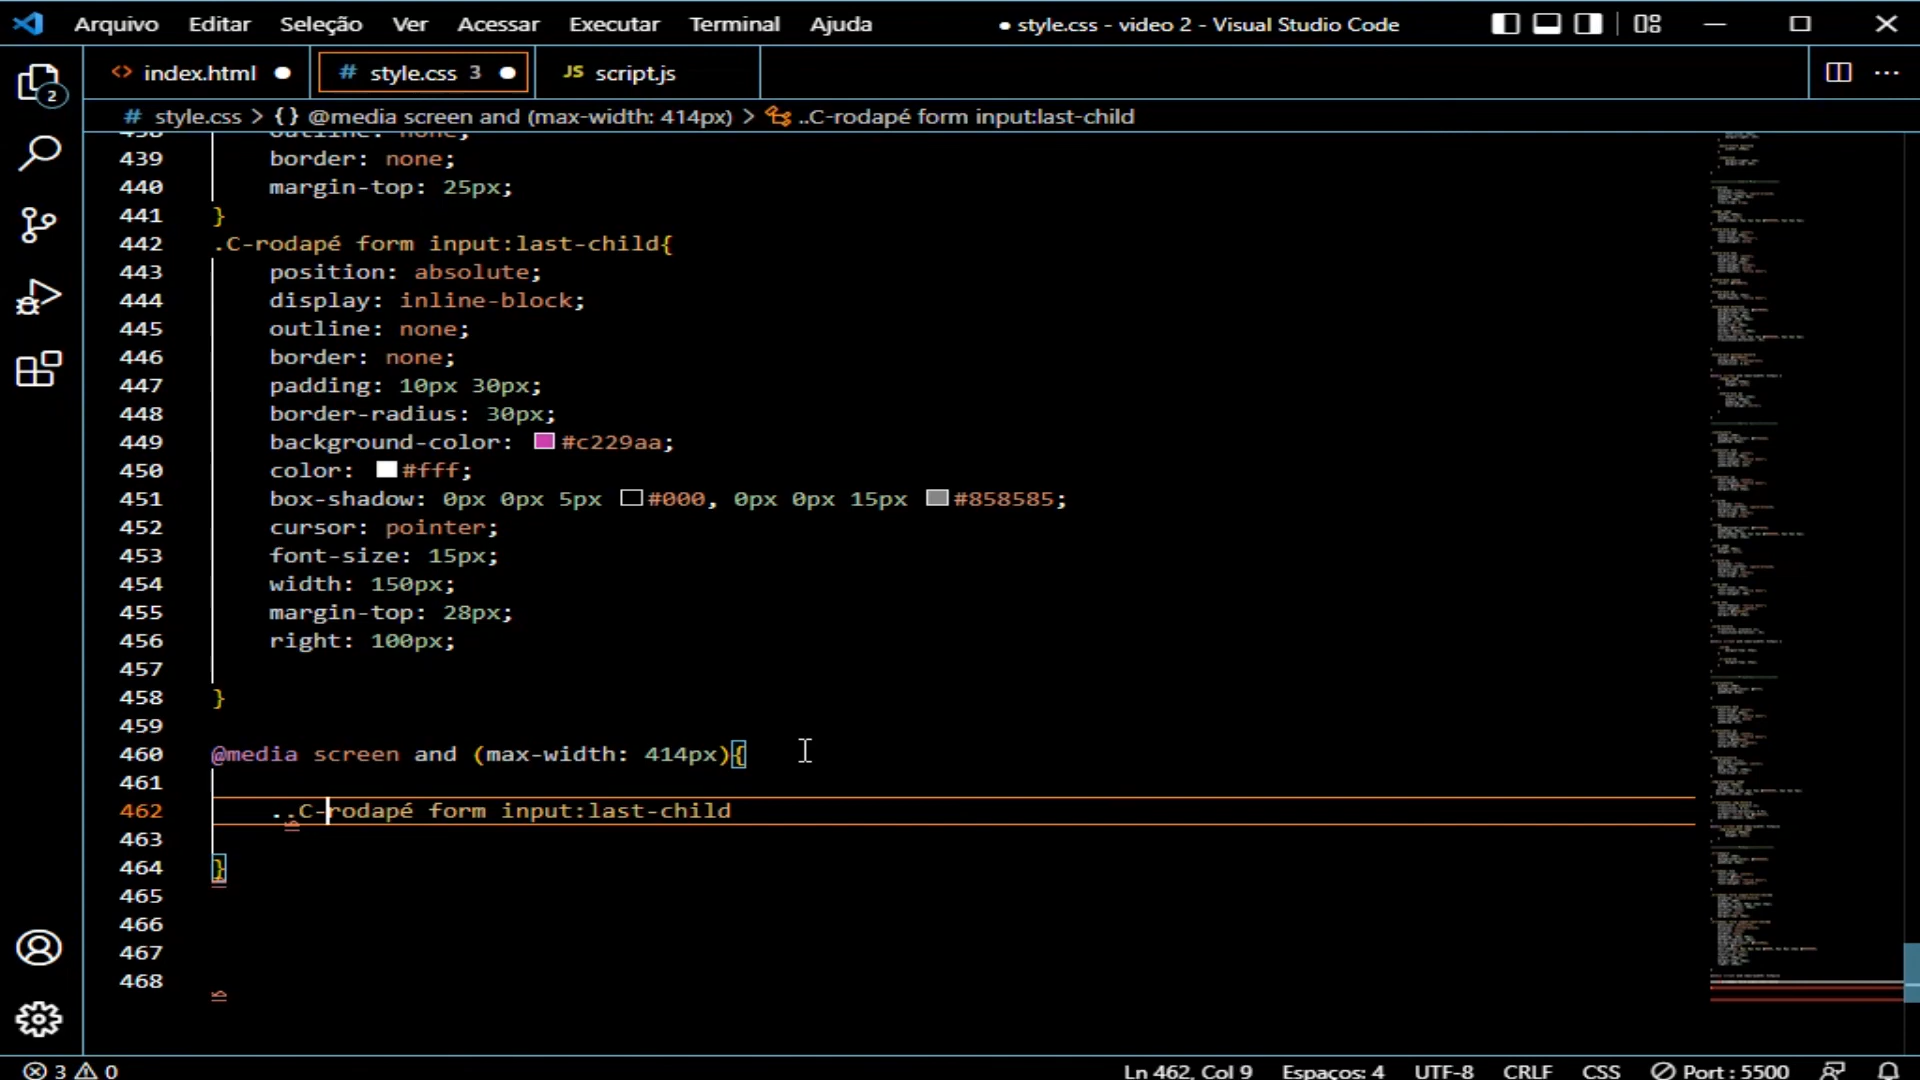 Arquivo Editar Seleção Ver Acessar Executar Terminal Ajuda ● style.css - video 2 - Visual Studio Code
<> index.html ● # style.css 3 ● JS script.js ...
# style.css > {} @media screen and (max-width: 414px) > ..C-rodapé form input:last-child
2
438 outline: none;
439 border: none;
440 margin-top: 25px;
441 }
442 .C-rodapé form input:last-child{
443 position: absolute;
444 display: inline-block;
445 outline: none;
446 border: none;
447 padding: 10px 30px;
448 border-radius: 30px;
449 background-color: #c229aa;
450 color: #fff;
451 box-shadow: 0px 0px 5px #000, 0px 0px 15px #858585;
452 cursor: pointer;
453 font-size: 15px;
454 width: 150px;
455 margin-top: 28px;
456 right: 100px;
457
458 }
459
460 @media screen and (max-width: 414px){
461
462 ..C-rodapé form input:last-child
463
464 }
465
466
467
468
3 0 Ln 462, Col 9 Espaços: 4 UTF-8 CRLF CSS Port : 5500